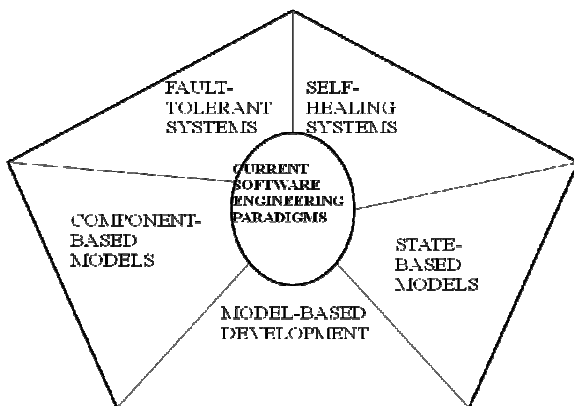 FAULT-
TOLERANT
SYSTEMS
SELF-
HEALING
SYSTEMS
CURRENT
SOFTWARE
ENGINEERING
PARADIGMS
COMPONENT-
BASED
MODELS
STATE-
BASED
MODELS
MODEL-BASED
DEVELOPMENT